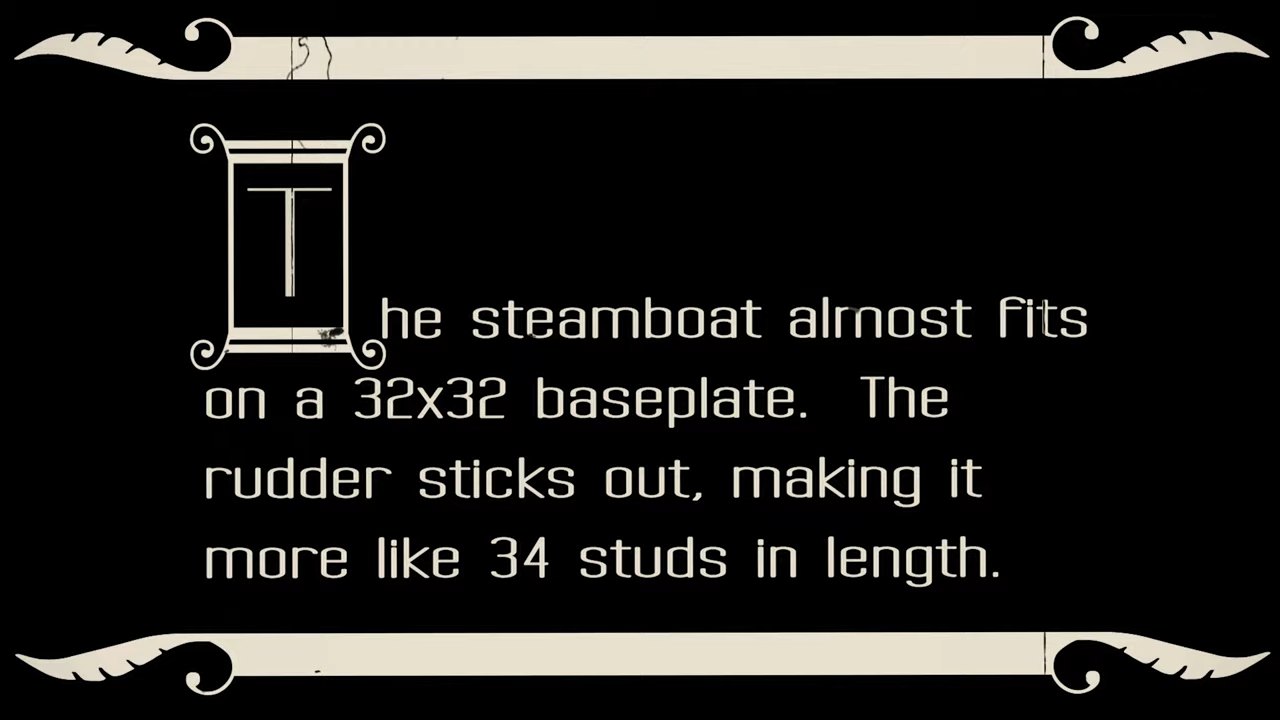 The steamboat almost fits
on a 32x32 baseplate.  The
rudder sticks out, making it
more like 34 studs in length.